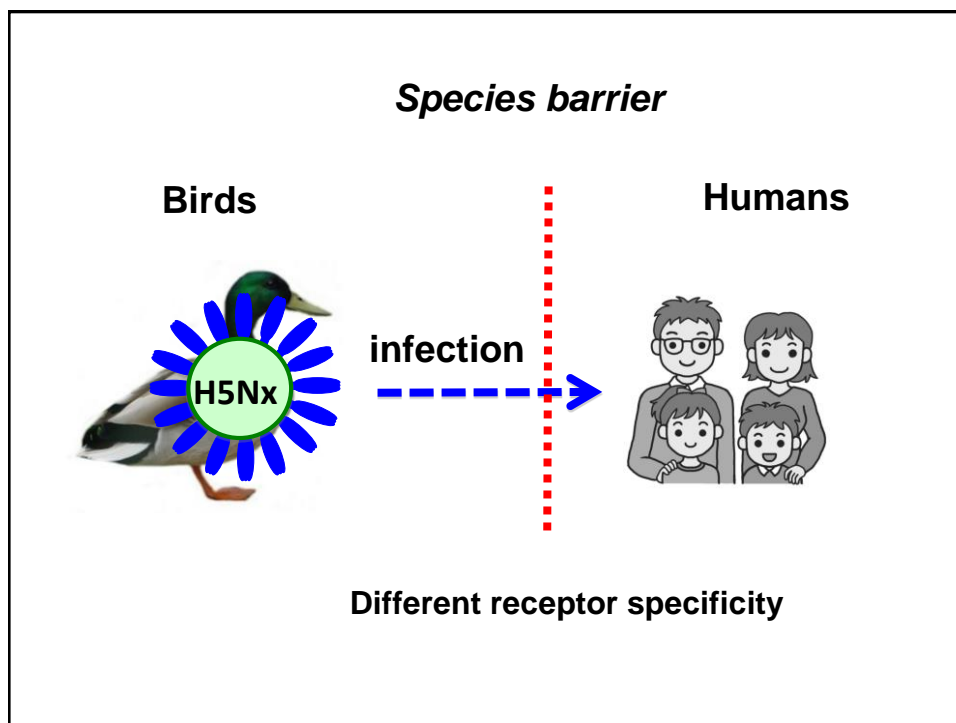 Species barrier
Birds
Humans
infection
H5Nx
Different receptor specificity